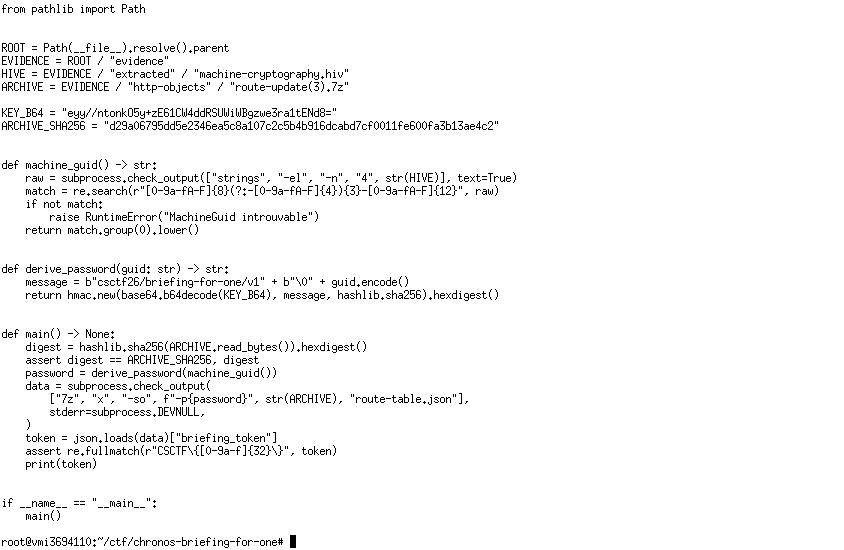 from pathlib import Path
ROOT = Path(__file__).resolve().parent
EVIDENCE = ROOT / "evidence"
HIVE = EVIDENCE / "extracted" / "machine-cryptography.hiv"
ARCHIVE = EVIDENCE / "http-objects" / "route-update(3).7z"
KEY_B64 = "eyy//ntonkO5y+zE61CW4ddRSUWiWBgzwe3ra1tENd8="
ARCHIVE_SHA256 = "d29a06795dd5e2346ea5c8a107c2c5b4b916dcabd7cf0011fe600fa3b13ae4c2"
def machine_guid() -> str:
    raw = subprocess.check_output(["strings", "-el", "-n", "4", str(HIVE)], text=True)
    match = re.search(r"[0-9a-fA-F]{8}(?:-[0-9a-fA-F]{4}){3}-[0-9a-fA-F]{12}", raw)
    if not match:
        raise RuntimeError("MachineGuid introuvable")
    return match.group(0).lower()
def derive_password(guid: str) -> str:
    message = b"csctf26/briefing-for-one/v1" + b"\0" + guid.encode()
    return hmac.new(base64.b64decode(KEY_B64), message, hashlib.sha256).hexdigest()
def main() -> None:
    digest = hashlib.sha256(ARCHIVE.read_bytes()).hexdigest()
    assert digest == ARCHIVE_SHA256, digest
    password = derive_password(machine_guid())
    data = subprocess.check_output(
        ["7z", "x", "-so", f"-p{password}", str(ARCHIVE), "route-table.json"],
        stderr=subprocess.DEVNULL,
    )
    token = json.loads(data)["briefing_token"]
    assert re.fullmatch(r"CSCTF\{[0-9a-f]{32}\}", token)
    print(token)
if __name__ == "__main__":
    main()
root@vmi3694110:~/ctf/chronos-briefing-for-one#